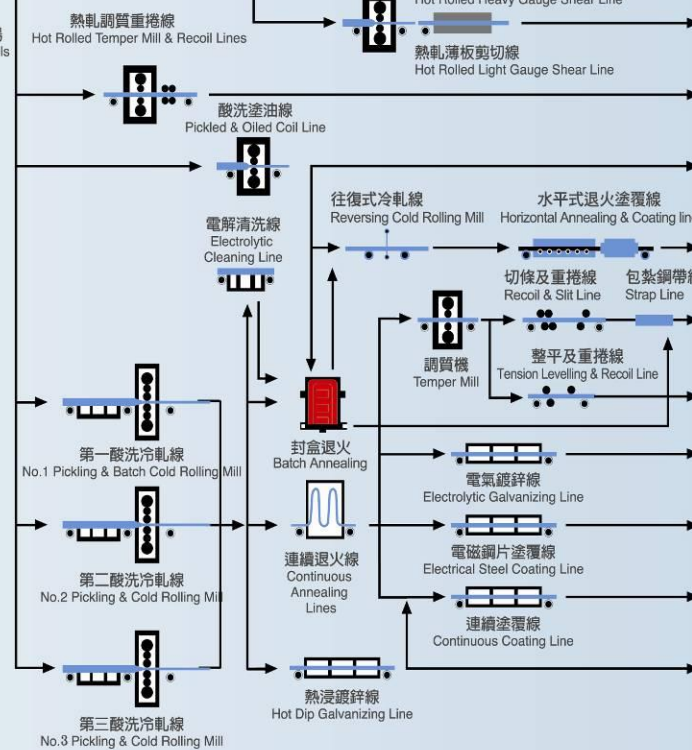 Hot Rolled Heavy Gauge Shear Line
熱軋調質重捲線
Hot Rolled Temper Mill & Recoil Lines
熱軋薄板剪切線
Hot Rolled Light Gauge Shear Line
酸洗塗油線
Pickled & Oiled Coil Line
電解清洗線
Electrolytic
Cleaning Line
往復式冷軋線
Reversing Cold Rolling Mill
水平式退火塗覆線
Horizontal Annealing & Coating lin
切條及重捲線
Recoil & Slit Line
包紮鋼帶
Strap Line
調質機
Temper Mill
整平及重捲線
Tension Levelling & Recoil Line
第一酸洗冷軋線
No.1 Pickling & Batch Cold Rolling Mill
封盒退火
Batch Annealing
電氣鍍鋅線
Electrolytic Galvanizing Line
第二酸洗冷軋線
No.2 Pickling & Cold Rolling Mill
連續退火線
Continuous
Annealing
Lines
電磁鋼片塗覆線
Electrical Steel Coating Line
連續塗覆線
Continuous Coating Line
熱浸鍍鋅線
Hot Dip Galvanizing Line
第三酸洗冷軋線
No.3 Pickling & Cold Rolling Mill